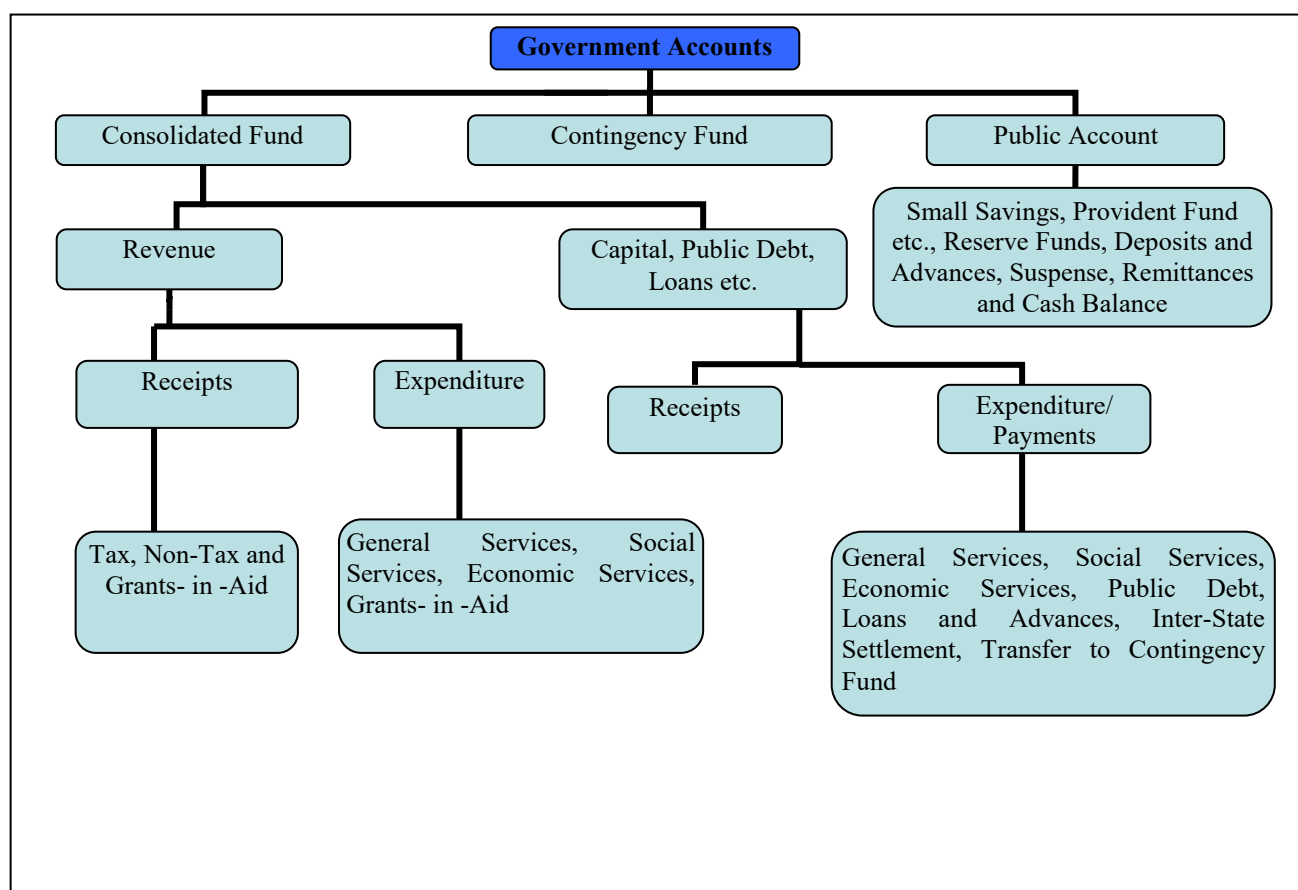 Government Accounts
Consolidated Fund
Contingency Fund
Public Account
Small Savings, Provident Fund
etc., Reserve Funds, Deposits and
Advances, Suspense, Remittances
and Cash Balance
Revenue
Capital, Public Debt,
Loans etc.
Receipts
Expenditure
Receipts
Expenditure/
Payments
Tax, Non-Tax and
Grants- in -Aid
General Services, Social
Services, Economic Services,
Grants- in -Aid
General Services, Social Services,
Economic Services, Public Debt,
Loans and Advances, Inter-State
Settlement, Transfer to Contingency
Fund